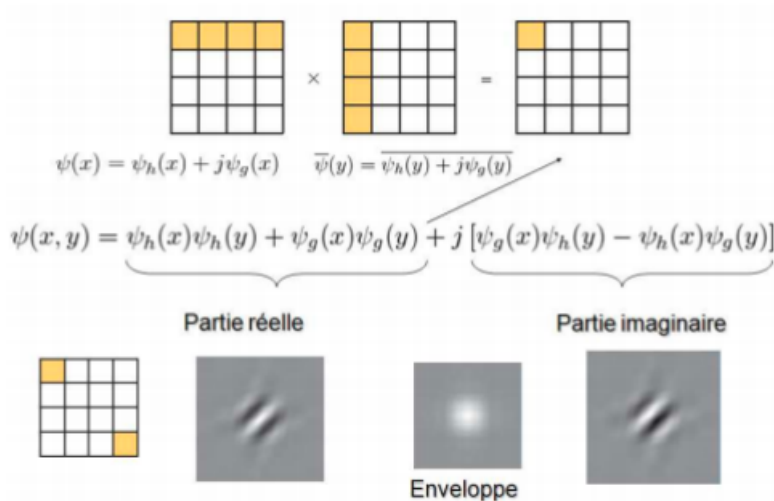 × =
ψ(x) = ψ_h(x) + jψ_g(x) ψ̅(y) = \overline{ψ_h(y) + jψ_g(y)}
ψ(x, y) = ψ_h(x)ψ_h(y) + ψ_g(x)ψ_g(y) + j [ψ_g(x)ψ_h(y) − ψ_h(x)ψ_g(y)]
Partie réelle Partie imaginaire
Enveloppe